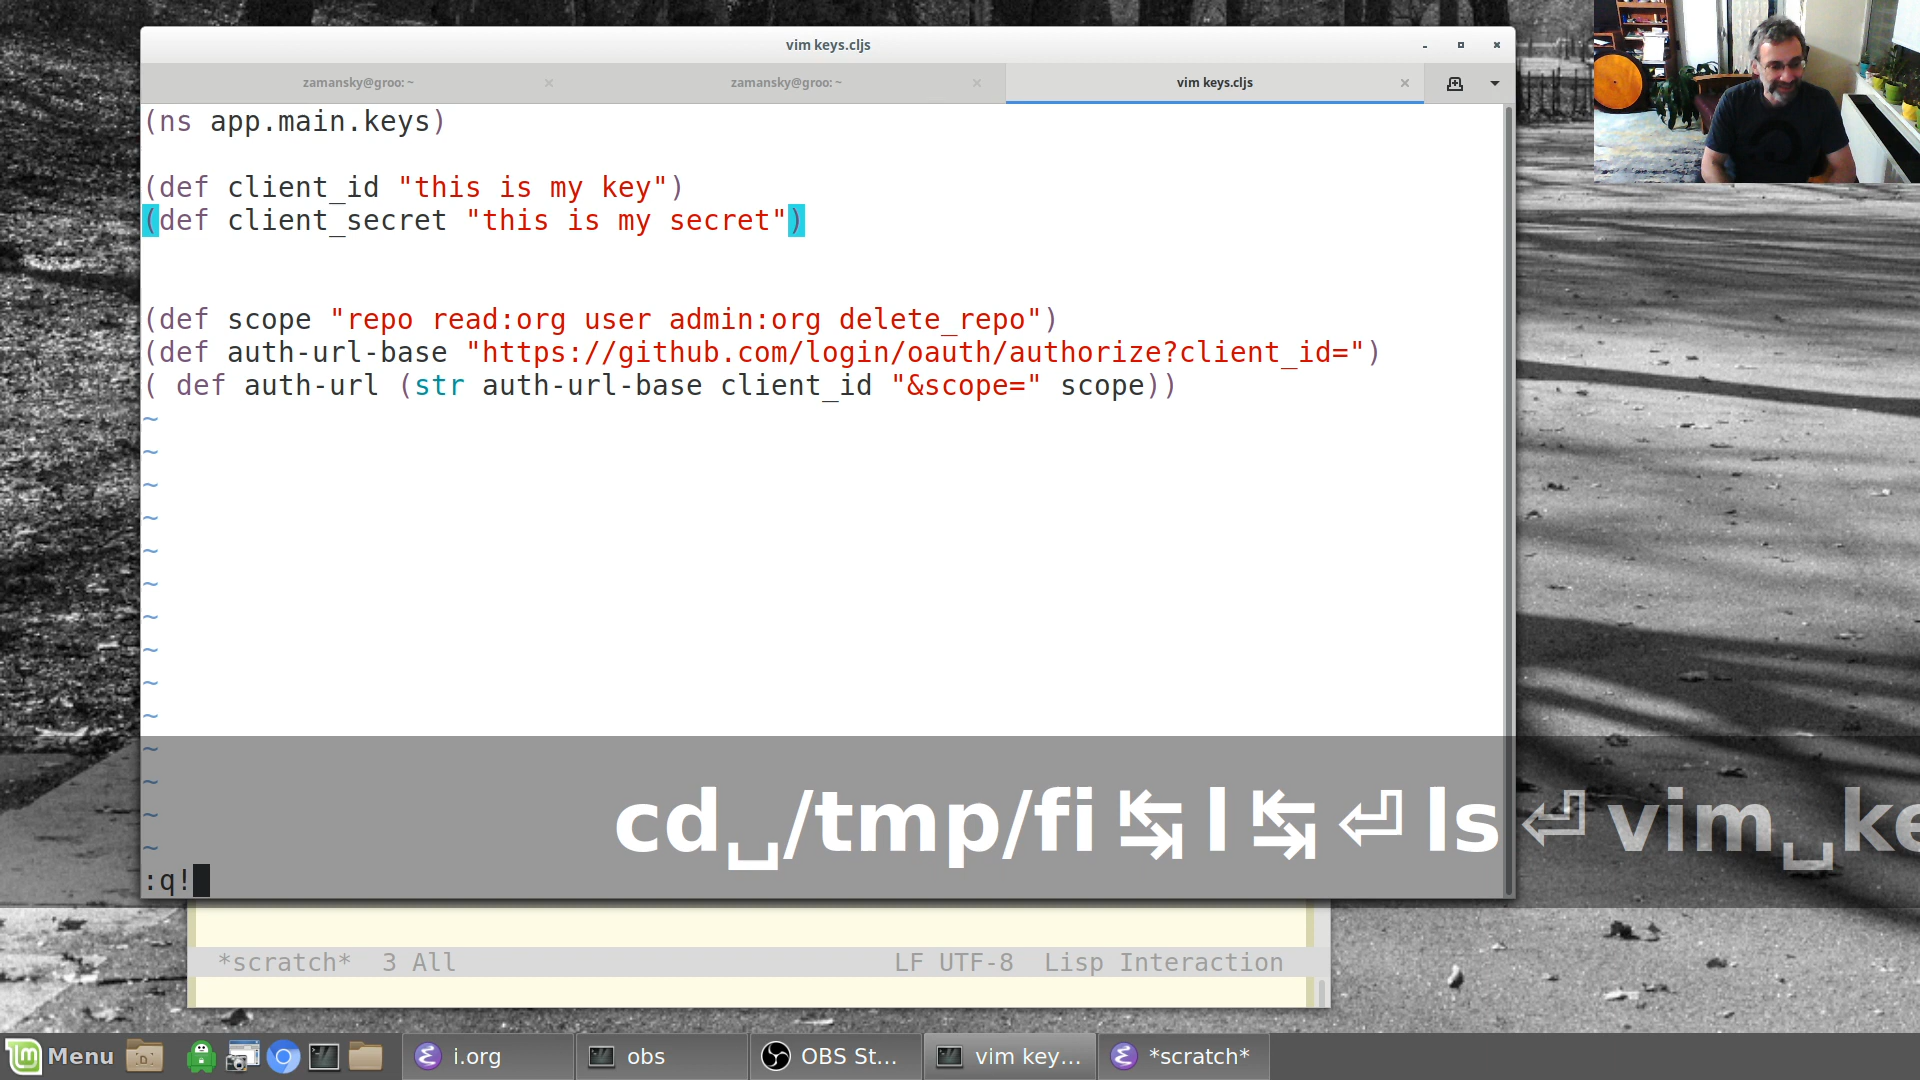 vim keys.cljs
zamansky@groo: ~
zamansky@groo: ~
vim keys.cljs
(ns app.main.keys)
(def client_id "this is my key")
(def client_secret "this is my secret")
(def scope "repo read:org user admin:org delete_repo")
(def auth-url-base "https://github.com/login/oauth/authorize?client_id=")
( def auth-url (str auth-url-base client_id "&scope=" scope))
~
~
~
~
~
~
~
~
~
~
~
~
~
~
:q!
cd␣/tmp/fi↹l↹⏎ls⏎vim␣ke
*scratch* 3 All LF UTF-8 Lisp Interaction
Menu i.org obs OBS St... vim key... *scratch*